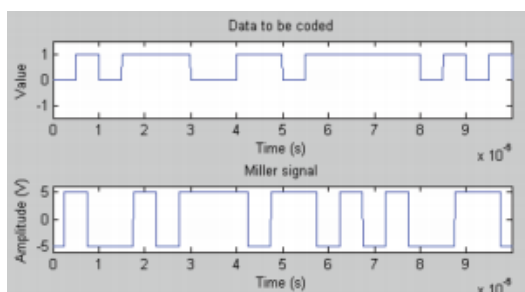 Data to be coded
Value
1
0
-1
0 1 2 3 4 5 6 7 8 9
Time (s)
x 10⁻⁶
Miller signal
Amplitude (V)
5
0
-5
0 1 2 3 4 5 6 7 8 9
Time (s)